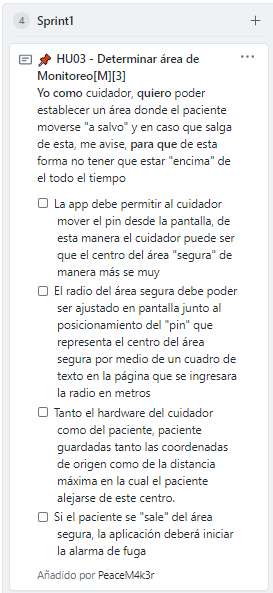 4 Sprint1 +
📌 HU03 - Determinar área de
Monitoreo[M][3]
Yo como cuidador, quiero poder
establecer un área donde el paciente
moverse "a salvo" y en caso que salga
de esta, me avise, para que de esta
forma no tener que estar "encima" de
el todo el tiempo
La app debe permitir al cuidador
mover el pin desde la pantalla, de
esta manera el cuidador puede ser
que el centro del área "segura" de
manera más se muy
El radio del área segura debe poder
ser ajustado en pantalla junto al
posicionamiento del "pin" que
representa el centro del área
segura por medio de un cuadro de
texto en la página que se ingresara
la radio en metros
Tanto el hardware del cuidador
como del paciente, paciente
guardadas tanto las coordenadas
de origen como de la distancia
máxima en la cual el paciente
alejarse de este centro.
Si el paciente se "sale" del área
segura, la aplicación deberá iniciar
la alarma de fuga
Añadido por PeaceM4k3r